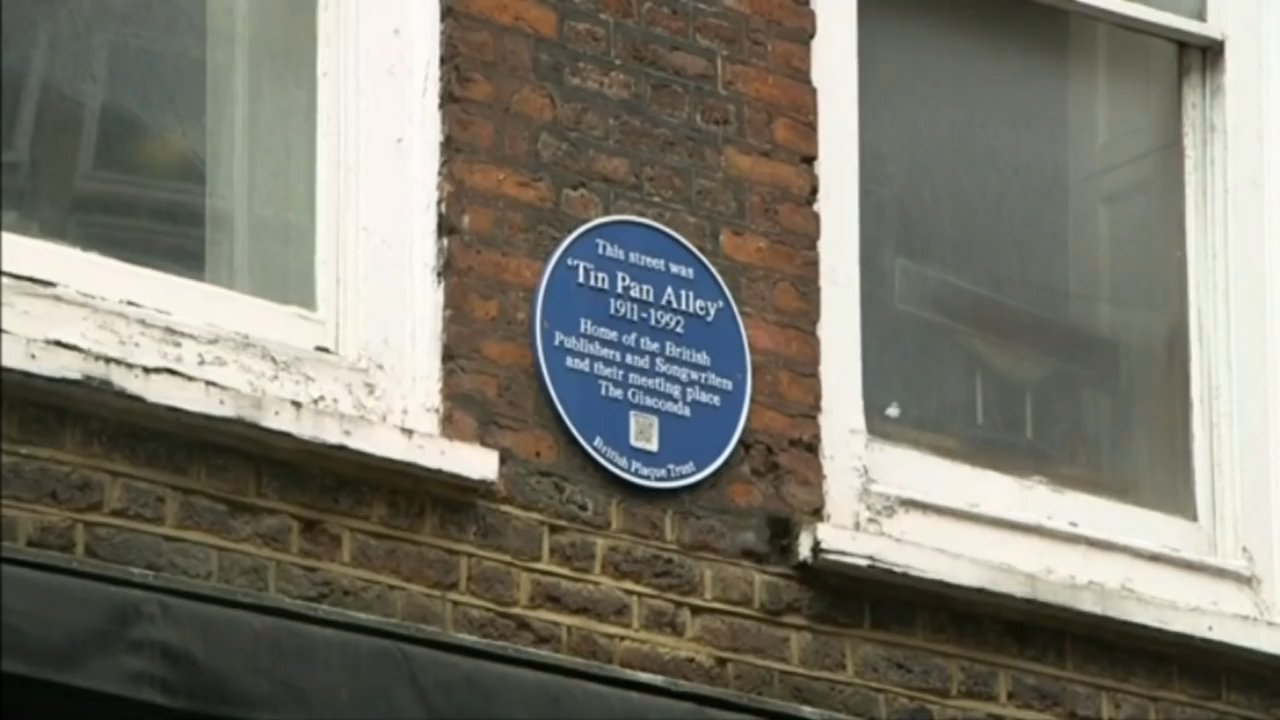 This street was
'Tin Pan Alley'
1911-1992
Home of the British
Publishers and Songwriters
and their meeting place
The Giaconda
British Plaque Trust